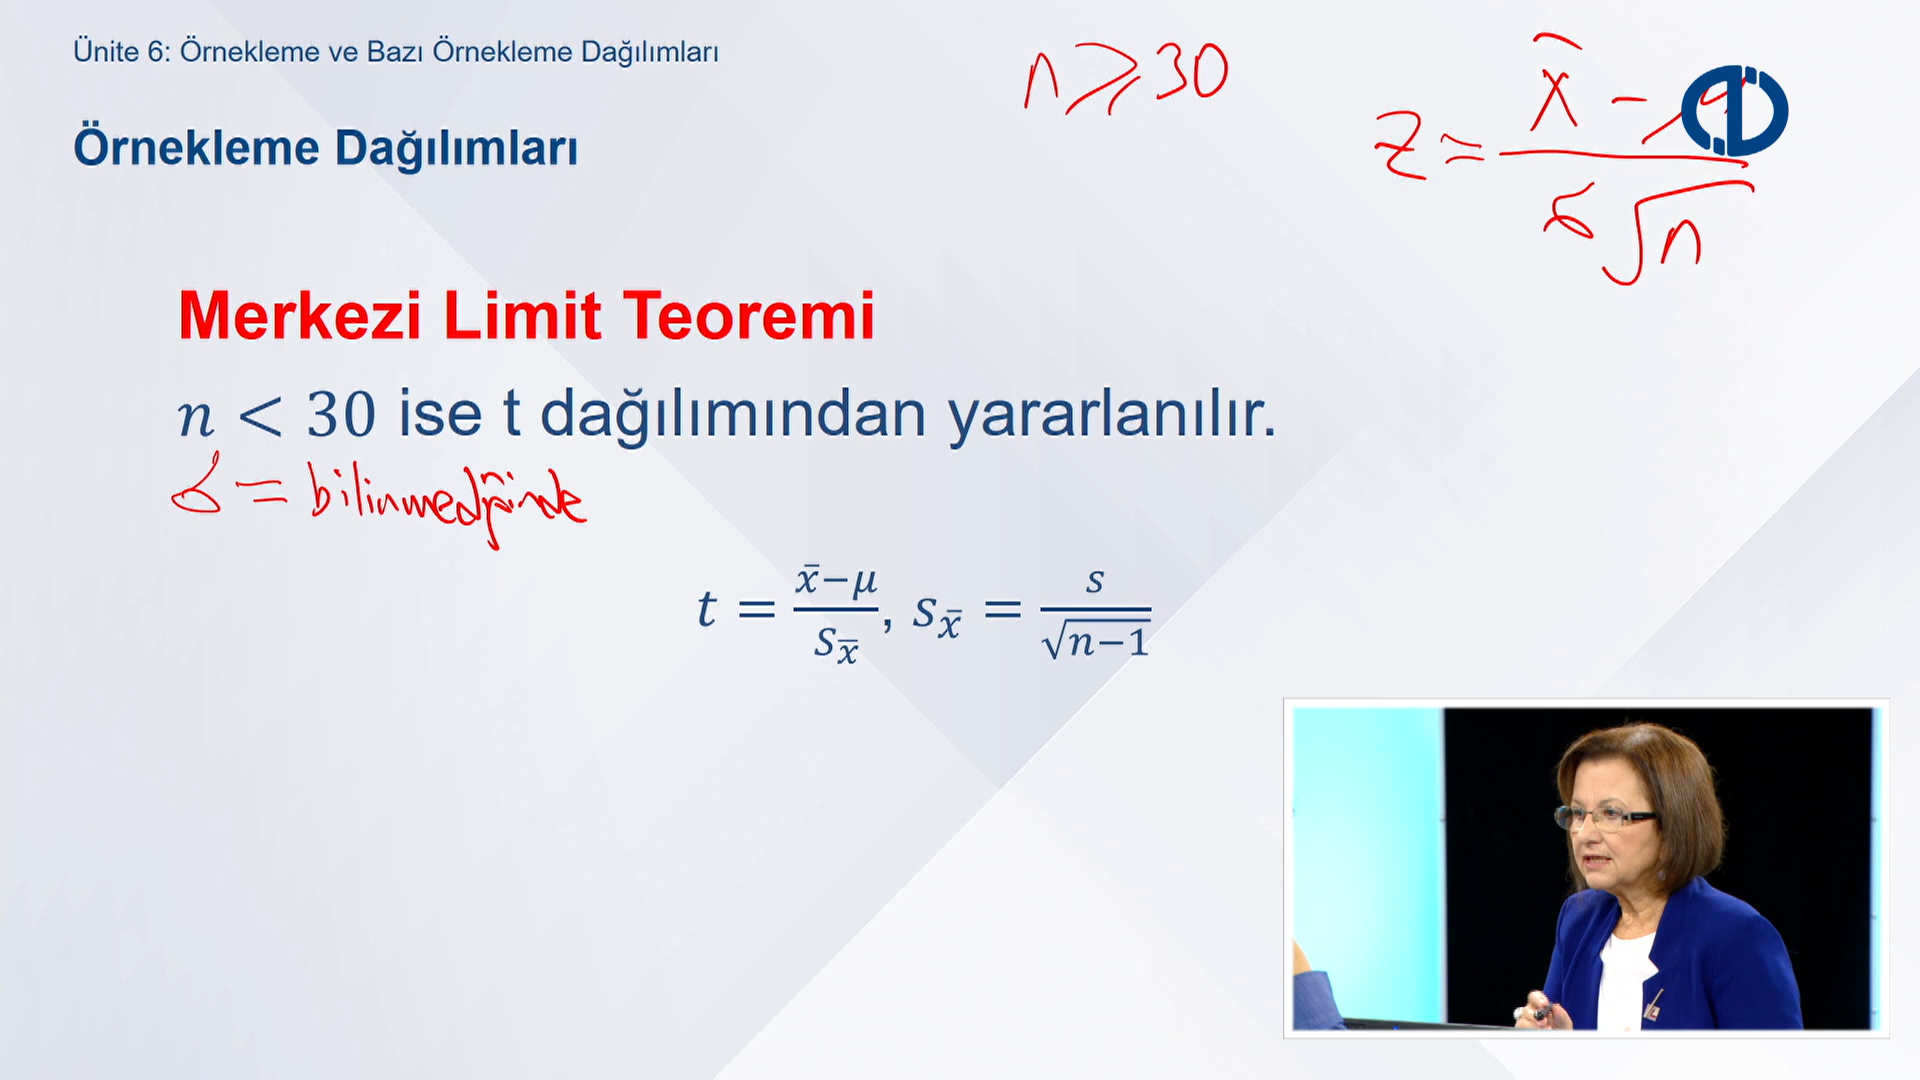 Ünite 6: Örnekleme ve Bazı Örnekleme Dağılımları
n ≥ 30
z = x̄ - μ / σ √n
Örnekleme Dağılımları
Merkezi Limit Teoremi
n < 30 ise t dağılımından yararlanılır.
σ = bilinmediğinde
t = x̄−μ / s_x̄ , s_x̄ = s / √n−1